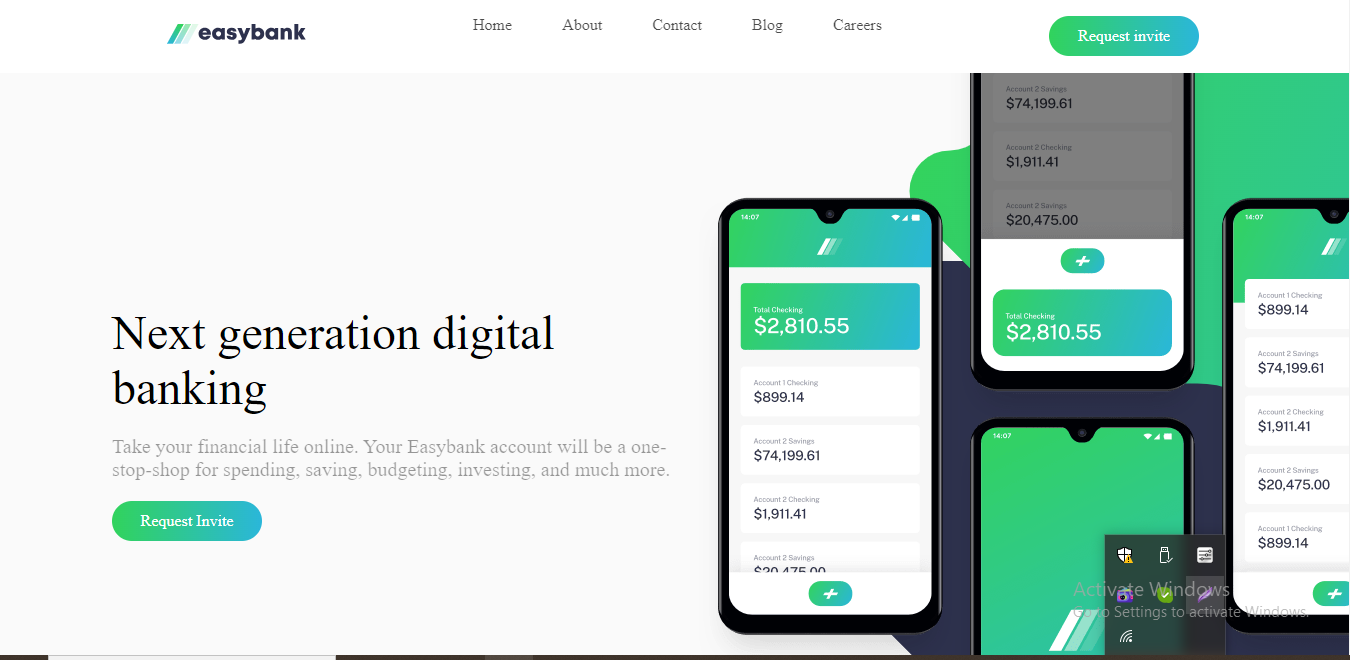 easybank
Home
About
Contact
Blog
Careers
Request invite
Next generation digital
banking
Take your financial life online. Your Easybank account will be a one-
stop-shop for spending, saving, budgeting, investing, and much more.
Request Invite
14:07
Total Checking
$2,810.55
Account 1 Checking
$899.14
Account 2 Savings
$74,199.61
Account 2 Checking
$1,911.41
Account 2 Savings
$20,475.00
Account 2 Savings
$74,199.61
Account 2 Checking
$1,911.41
Account 2 Savings
$20,475.00
Total Checking
$2,810.55
14:07
14:07
Account 1 Checking
$899.14
Account 2 Savings
$74,199.61
Account 2 Checking
$1,911.41
Account 2 Savings
$20,475.00
Account 1 Checking
$899.14
Activate Windows
Go to Settings to activate Windows.